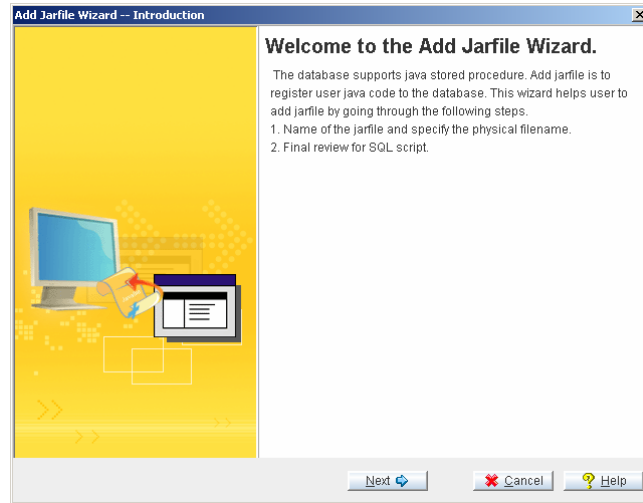 Add Jarfile Wizard -- Introduction
Welcome to the Add Jarfile Wizard.
The database supports java stored procedure. Add jarfile is to
register user java code to the database. This wizard helps user to
add jarfile by going through the following steps.
1. Name of the jarfile and specify the physical filename.
2. Final review for SQL script.
Next
Cancel
Help